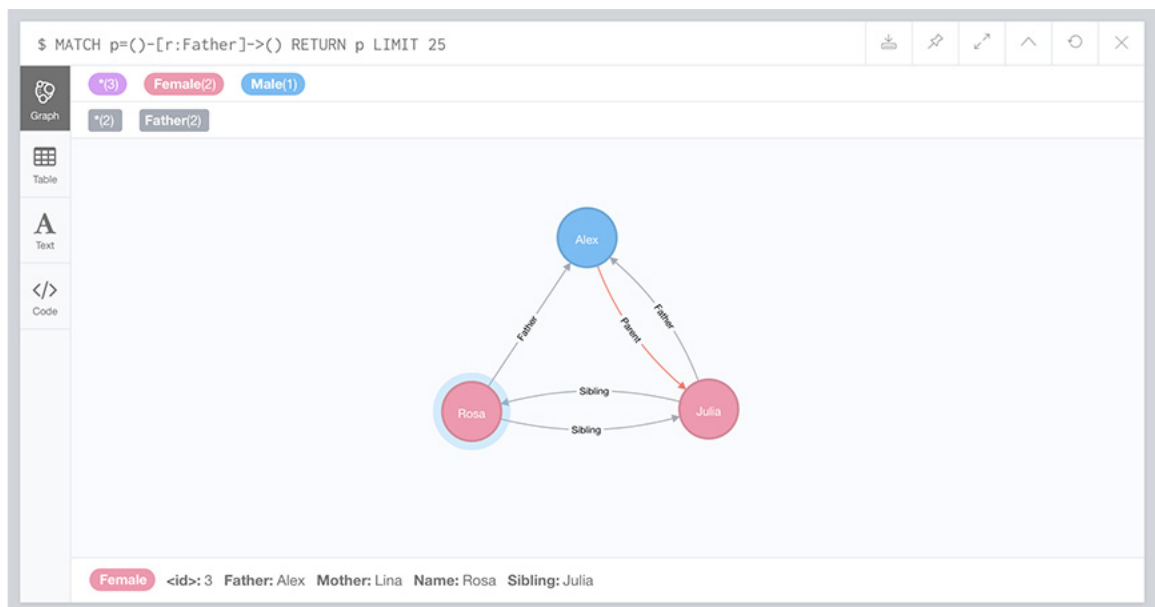 $ MATCH p=()-[r:Father]->() RETURN p LIMIT 25
*(3) Female(2) Male(1)
Graph
*(2) Father(2)
Table
A
Text
</>
Code
Alex
Father
Parent
Father
Sibling
Rosa
Julia
Sibling
Female <id>: 3 Father: Alex Mother: Lina Name: Rosa Sibling: Julia